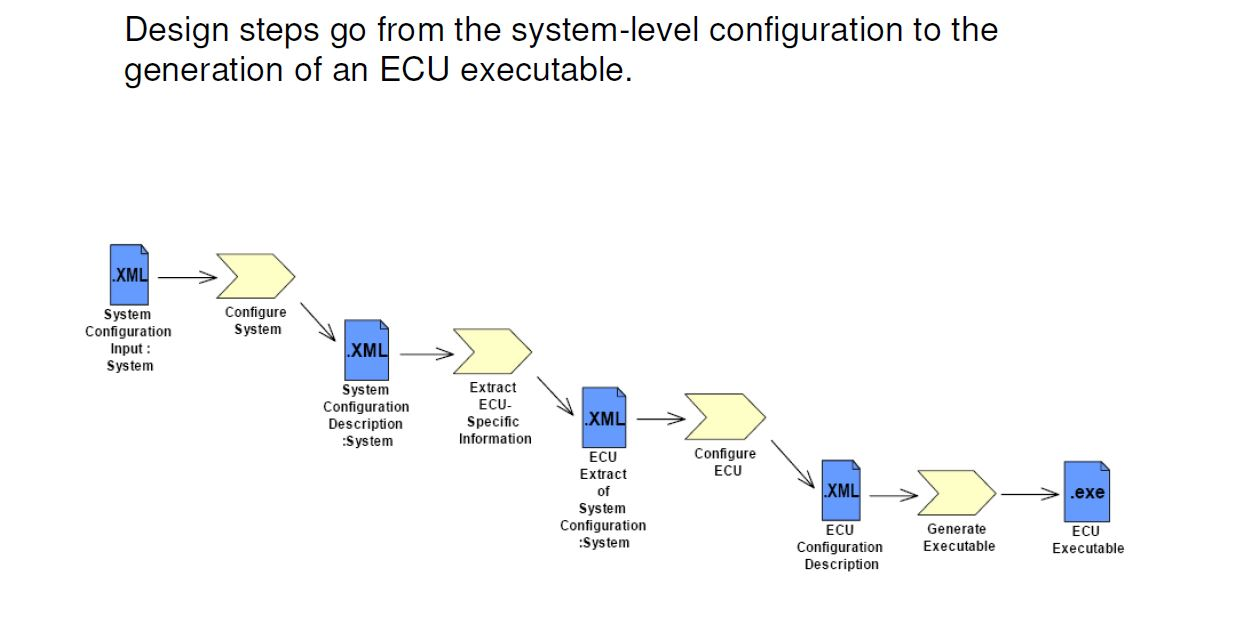 Design steps go from the system-level configuration to the
generation of an ECU executable.
.XML
System
Configuration
Input :
System
Configure
System
.XML
System
Configuration
Description
:System
Extract
ECU-
Specific
Information
.XML
ECU
Extract
of
System
Configuration
:System
Configure
ECU
.XML
ECU
Configuration
Description
Generate
Executable
.exe
ECU
Executable